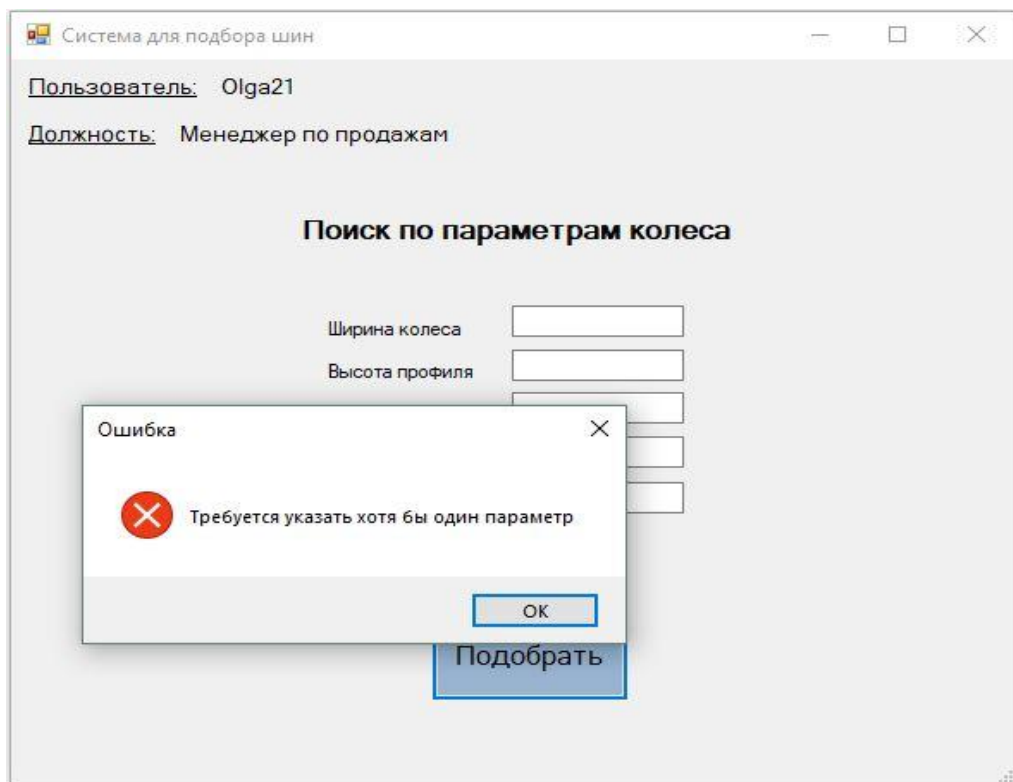 Система для подбора шин
Пользователь: Olga21
Должность: Менеджер по продажам
Поиск по параметрам колеса
Ширина колеса
Высота профиля
Ошибка
Требуется указать хотя бы один параметр
ОК
Подобрать